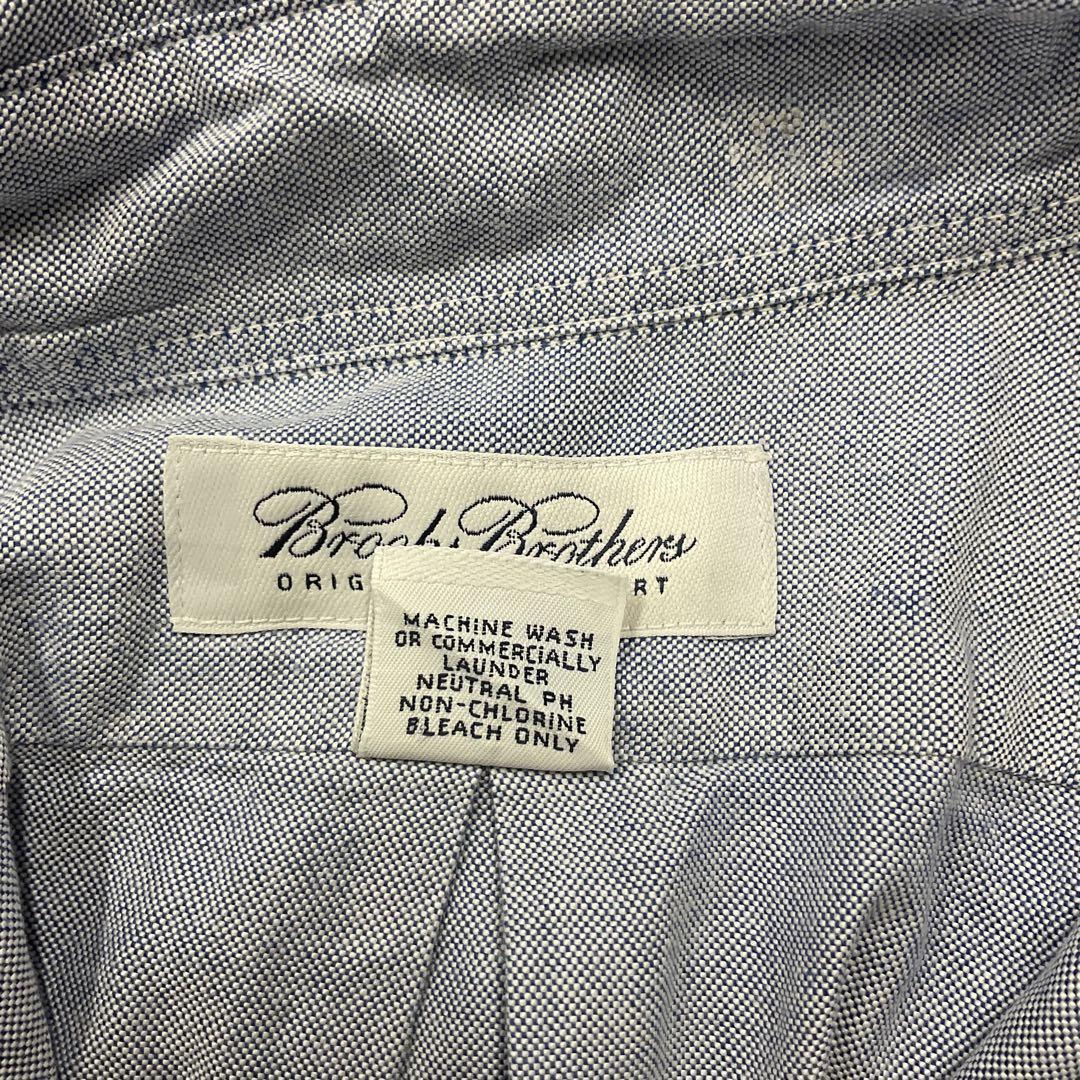 Brooks Brothers
ORIG RT
MACHINE WASH
OR COMMERCIALLY
LAUNDER
NEUTRAL PH
NON-CHLORINE
BLEACH ONLY